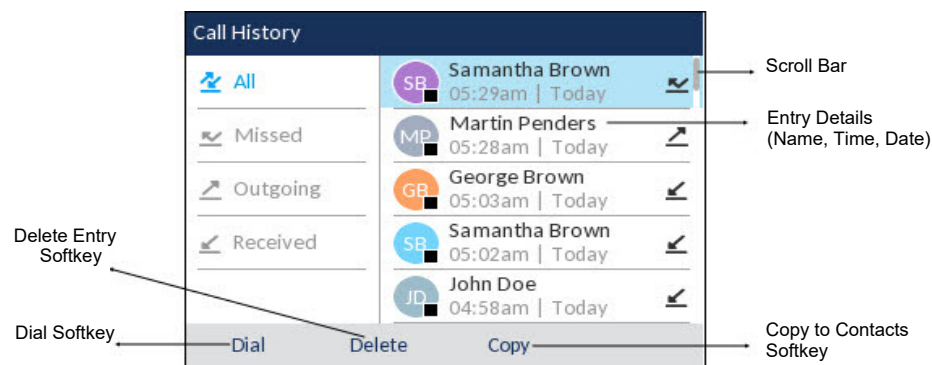 Call History
All
Missed
Outgoing
Received
SB
Samantha Brown
05:29am | Today
MP
Martin Penders
05:28am | Today
GB
George Brown
05:03am | Today
SB
Samantha Brown
05:02am | Today
JD
John Doe
04:58am | Today
Dial
Delete
Copy
Scroll Bar
Entry Details
(Name, Time, Date)
Delete Entry
Softkey
Dial Softkey
Copy to Contacts
Softkey